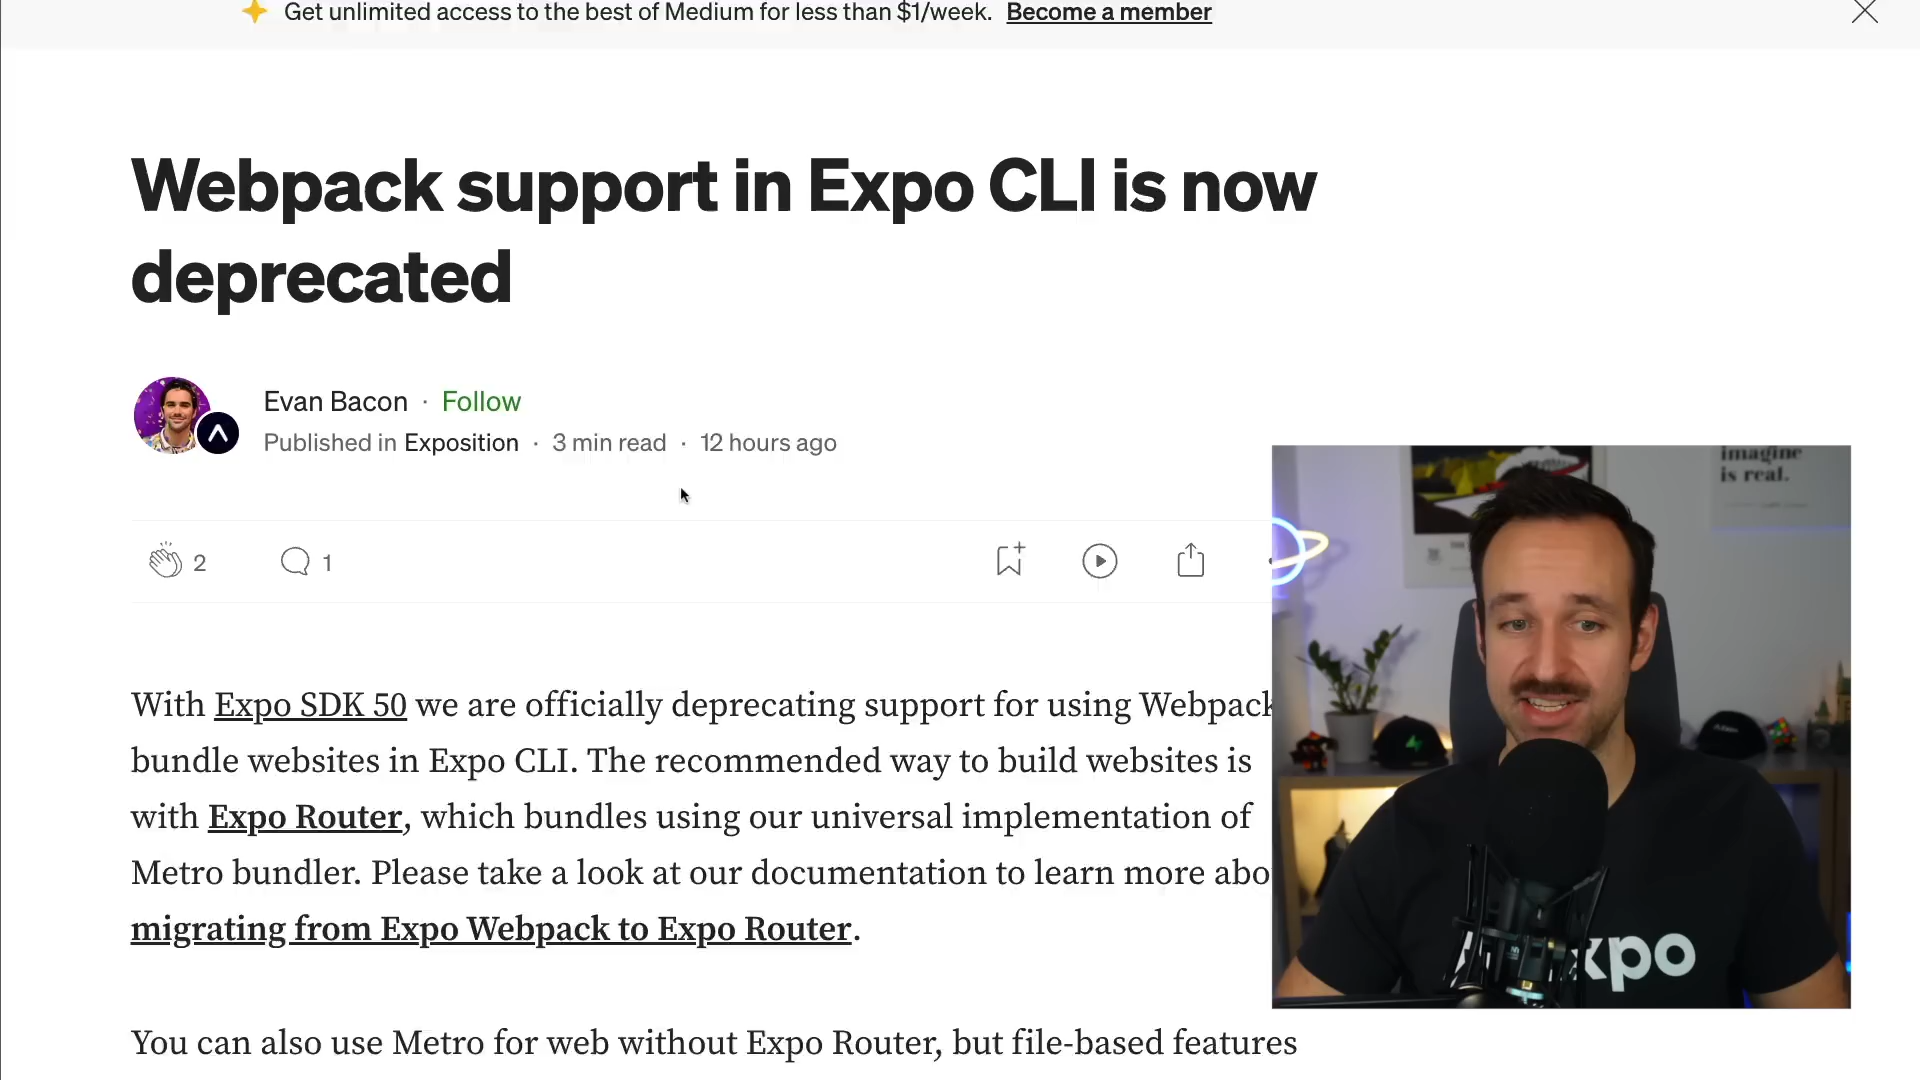 Get unlimited access to the best of Medium for less than $1/week. Become a member
Webpack support in Expo CLI is now
deprecated
Evan Bacon · Follow
Published in Exposition · 3 min read · 12 hours ago
2
1
With Expo SDK 50 we are officially deprecating support for using Webpack
bundle websites in Expo CLI. The recommended way to build websites is
with Expo Router, which bundles using our universal implementation of
Metro bundler. Please take a look at our documentation to learn more abo
migrating from Expo Webpack to Expo Router.
You can also use Metro for web without Expo Router, but file-based features
imagine
is real.
xpo